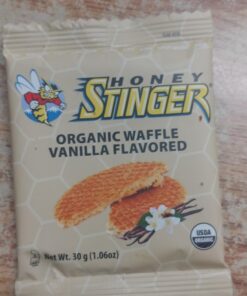 HONEY
STINGER
ORGANIC WAFFLE
VANILLA FLAVORED
USDA
ORGANIC
Net Wt. 30 g (1.06oz)